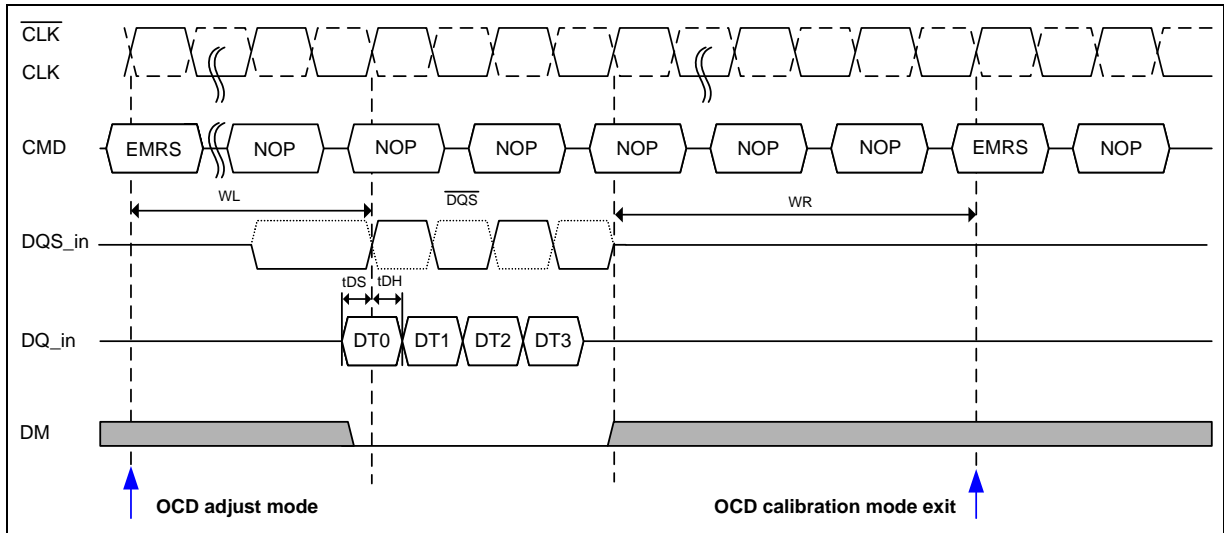 CLK
CLK
CMD EMRS NOP NOP NOP NOP NOP NOP EMRS NOP
WL DQS WR
DQS_in
tDS tDH
DQ_in DT0 DT1 DT2 DT3
DM
OCD adjust mode OCD calibration mode exit